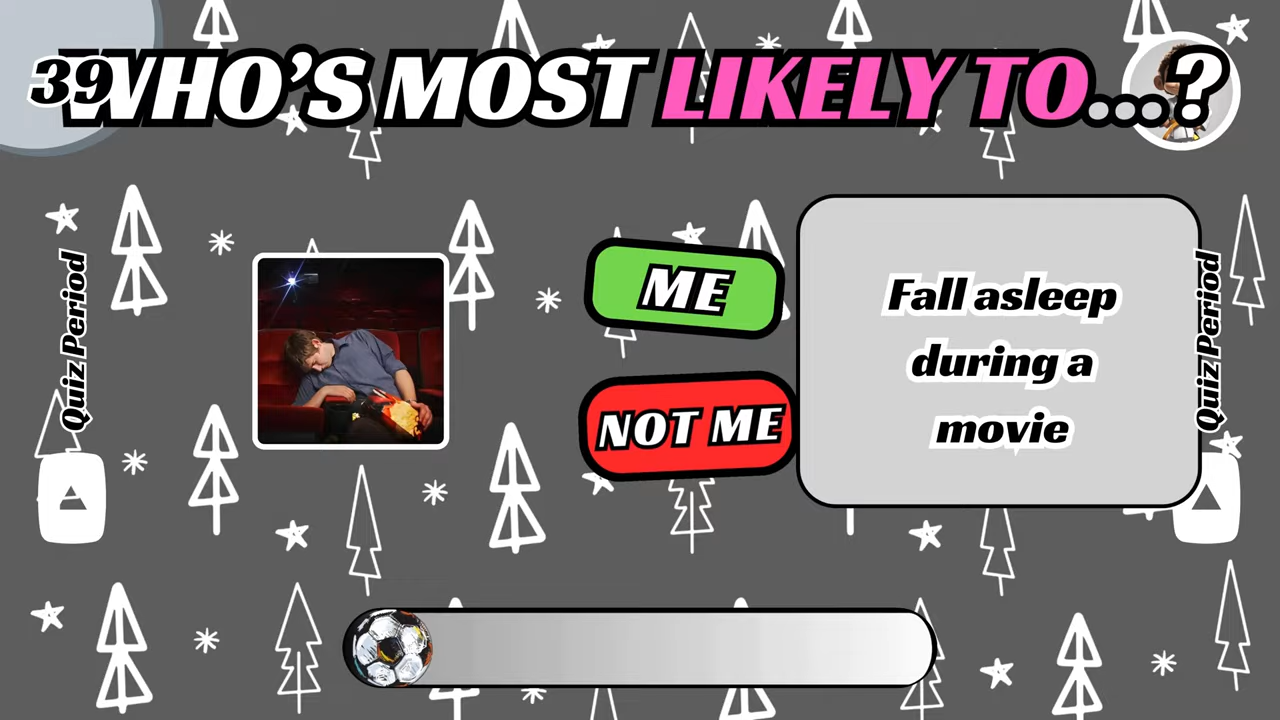 39
WHO'S MOST LIKELY TO...?
Quiz Period
ME
NOT ME
Fall asleep
during a
movie
Quiz Period